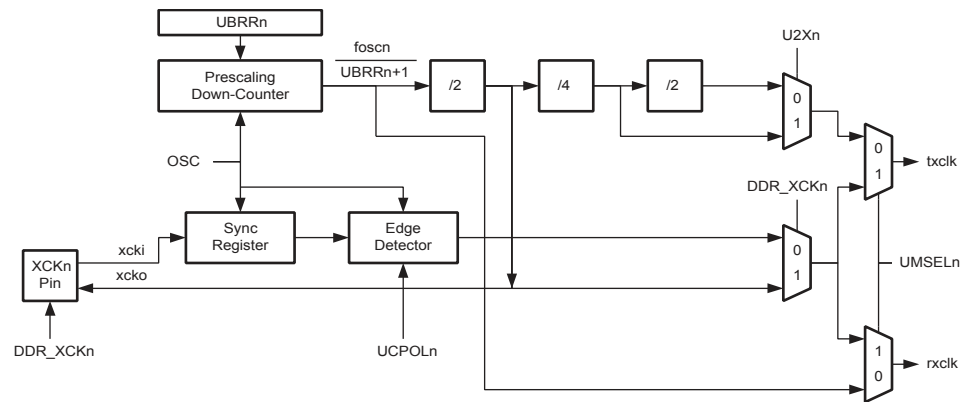 UBRRn
U2Xn
foscn
UBRRn+1
Prescaling
Down-Counter
/2
/4
/2
0
1
OSC
0
1
txclk
DDR_XCKn
Sync
Register
Edge
Detector
xcki
XCKn
Pin
xcko
0
1
UMSELn
DDR_XCKn
UCPOLn
1
0
rxclk